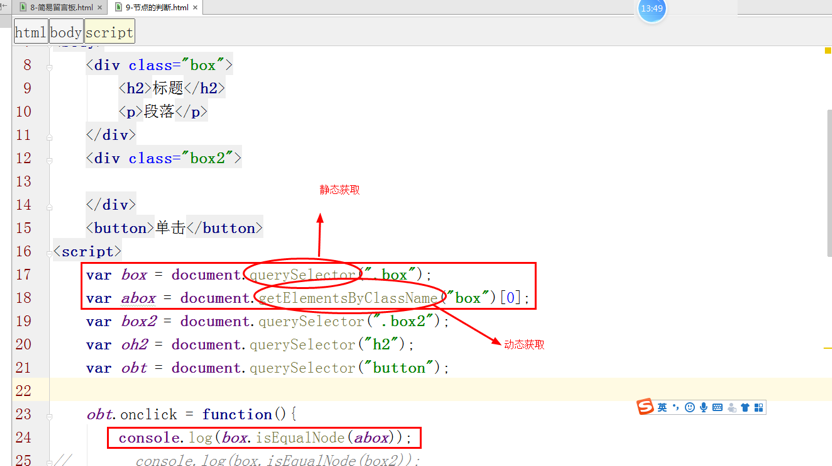 8-简易留言板.html × 9-节点的判断.html ×
13:49
html body script
8 <div class="box">
9 <h2>标题</h2>
10 <p>段落</p>
11 </div>
12 <div class="box2">
13
静态获取
14 </div>
15 <button>单击</button>
16 <script>
17 var box = document.querySelector(".box");
18 var abox = document.getElementsByClassName("box")[0];
19 var box2 = document.querySelector(".box2");
20 var oh2 = document.querySelector("h2");
动态获取
21 var obt = document.querySelector("button");
22
英
23 obt.onclick = function(){
24 console.log(box.isEqualNode(abox));
25 // console.log(box.isEqualNode(box2));